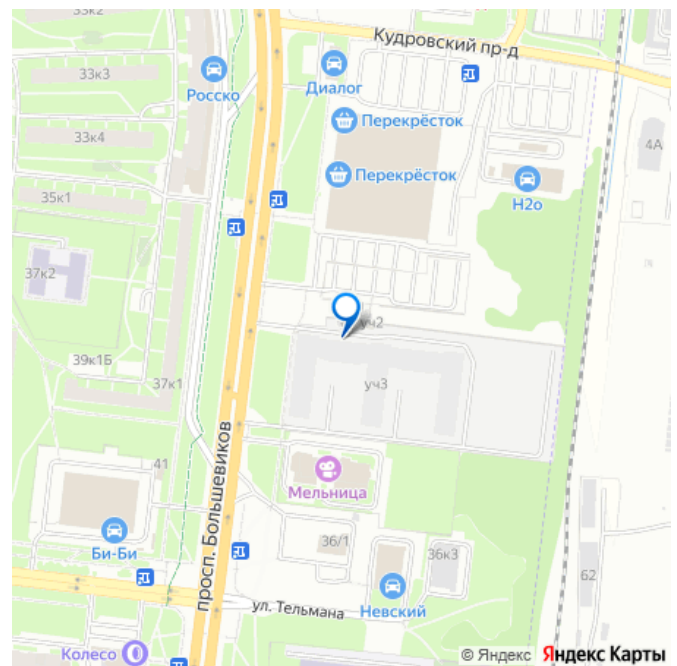 33к2
Кудровский пр-д
33к3
Росско
Диалог
Перекрёсток
33к4
4А
Перекрёсток
35к1
Н2о
37к2
уч2
39к1Б
37к1
уч3
просп. Большевиков
41
Мельница
Би-Би
36/1
36к3
62
ул. Тельмана
Невский
Колесо
© Яндекс Яндекс Карты